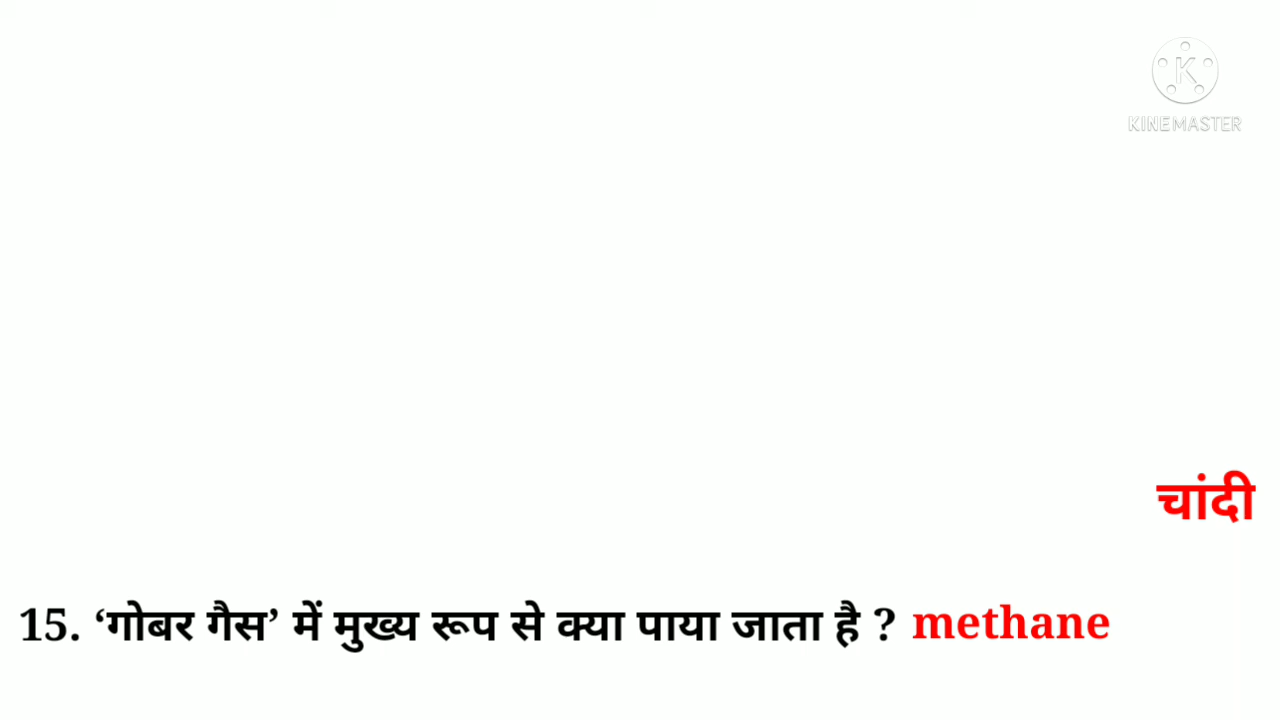 KINEMASTER
चांदी
15. ‘गोबर गैस’ में मुख्य रूप से क्या पाया जाता है ? methane